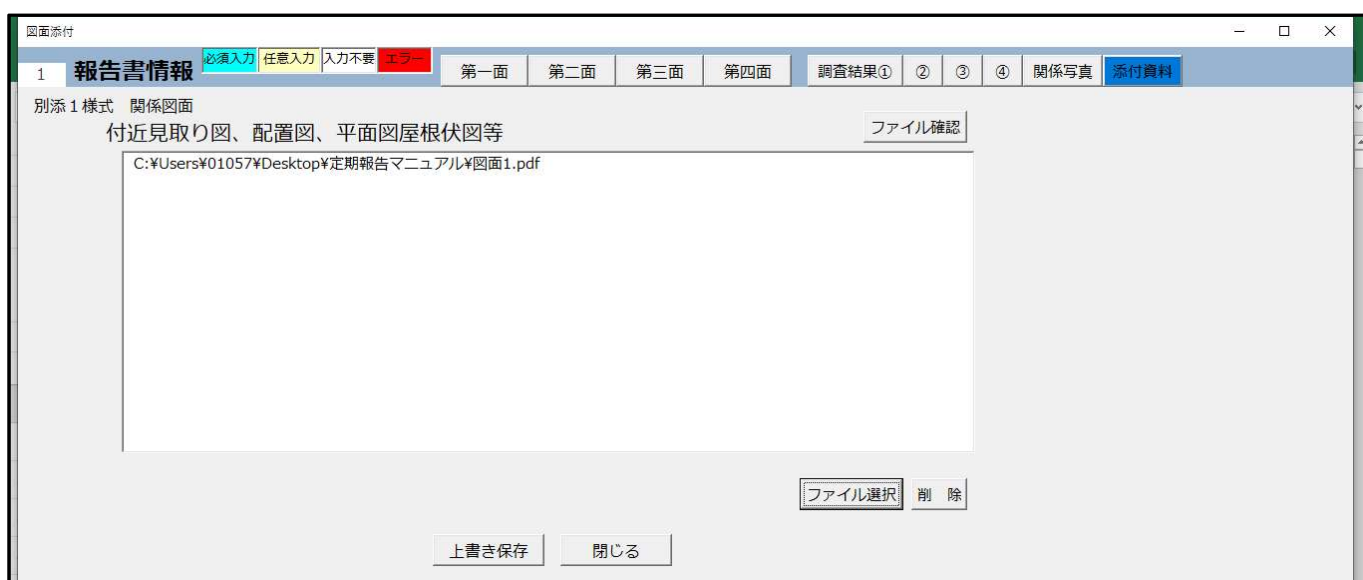 図面添付
1 報告書情報 必須入力 任意入力 入力不要 エラー 第一面 第二面 第三面 第四面 調査結果① ② ③ ④ 関係写真 添付資料
別添1様式 関係図面
付近見取り図、配置図、平面図屋根伏図等 ファイル確認
C:¥Users¥01057¥Desktop¥定期報告マニュアル¥図面1.pdf
ファイル選択 削 除
上書き保存 閉じる